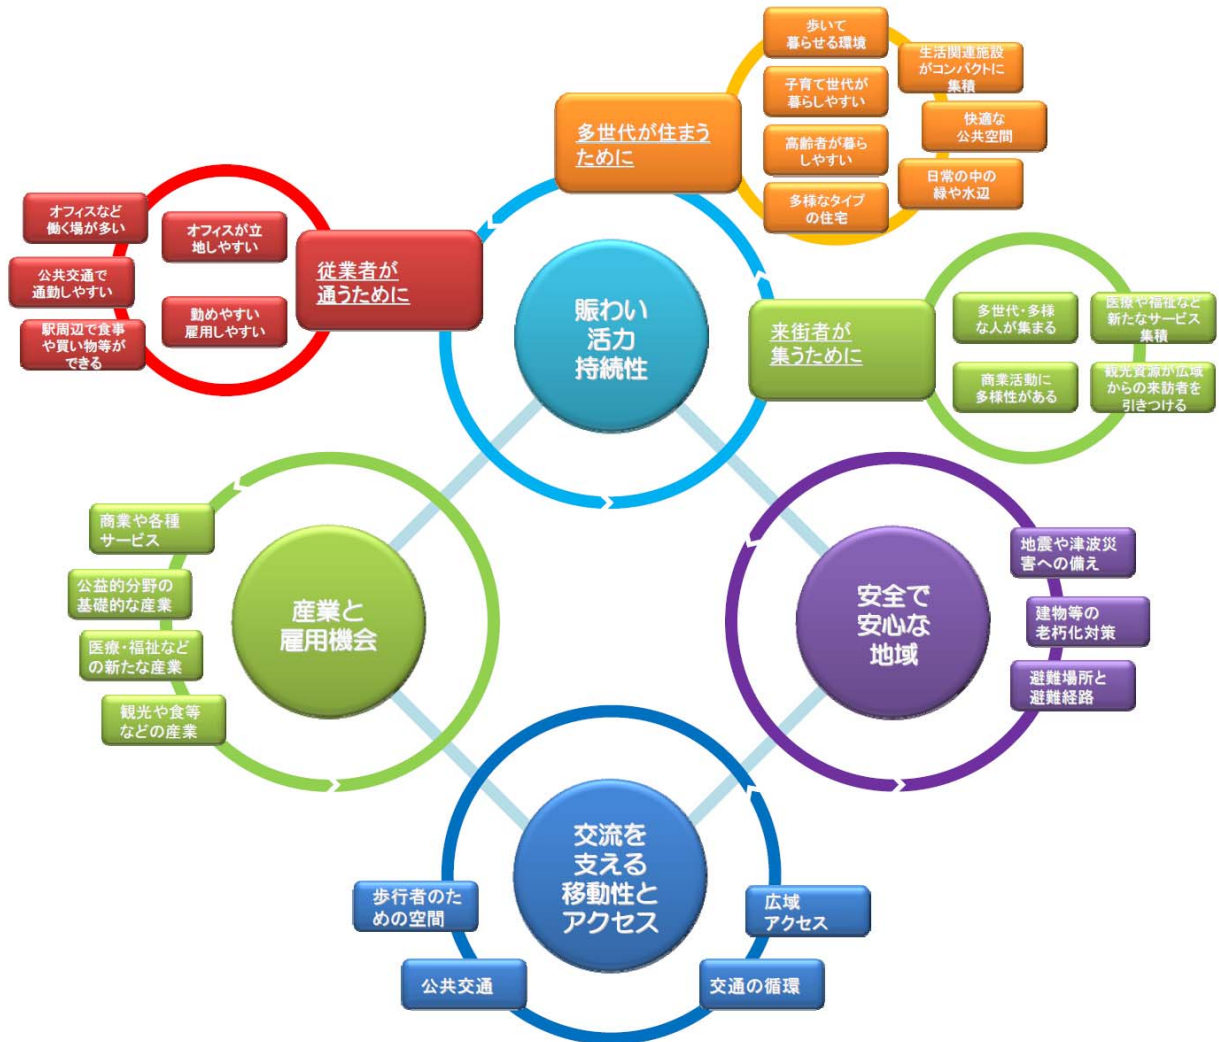 歩いて
暮らせる環境
生活関連施設
がコンパクトに
集積
子育て世代が
暮らしやすい
快適な
公共空間
高齢者が暮ら
しやすい
日常の中の
緑や水辺
多様なタイプ
の住宅
多世代が住まう
ために
オフィスなど
働く場が多い
オフィスが立
地しやすい
公共交通で
通勤しやすい
勤めやすい
雇用しやすい
駅周辺で食事
や買い物等が
できる
従業者が
通うために
賑わい
活力
持続性
来街者が
集うために
多世代・多様
な人が集まる
医療や福祉など
新たなサービス
集積
商業活動に
多様性がある
観光資源が広域
からの来訪者を
引きつける
商業や各種
サービス
公益的分野の
基礎的な産業
医療・福祉など
の新たな産業
観光や食等
などの産業
産業と
雇用機会
安全で
安心な
地域
地震や津波災
害への備え
建物等の
老朽化対策
避難場所と
避難経路
交流を
支える
移動性と
アクセス
歩行者のた
めの空間
公共交通
広域
アクセス
交通の循環